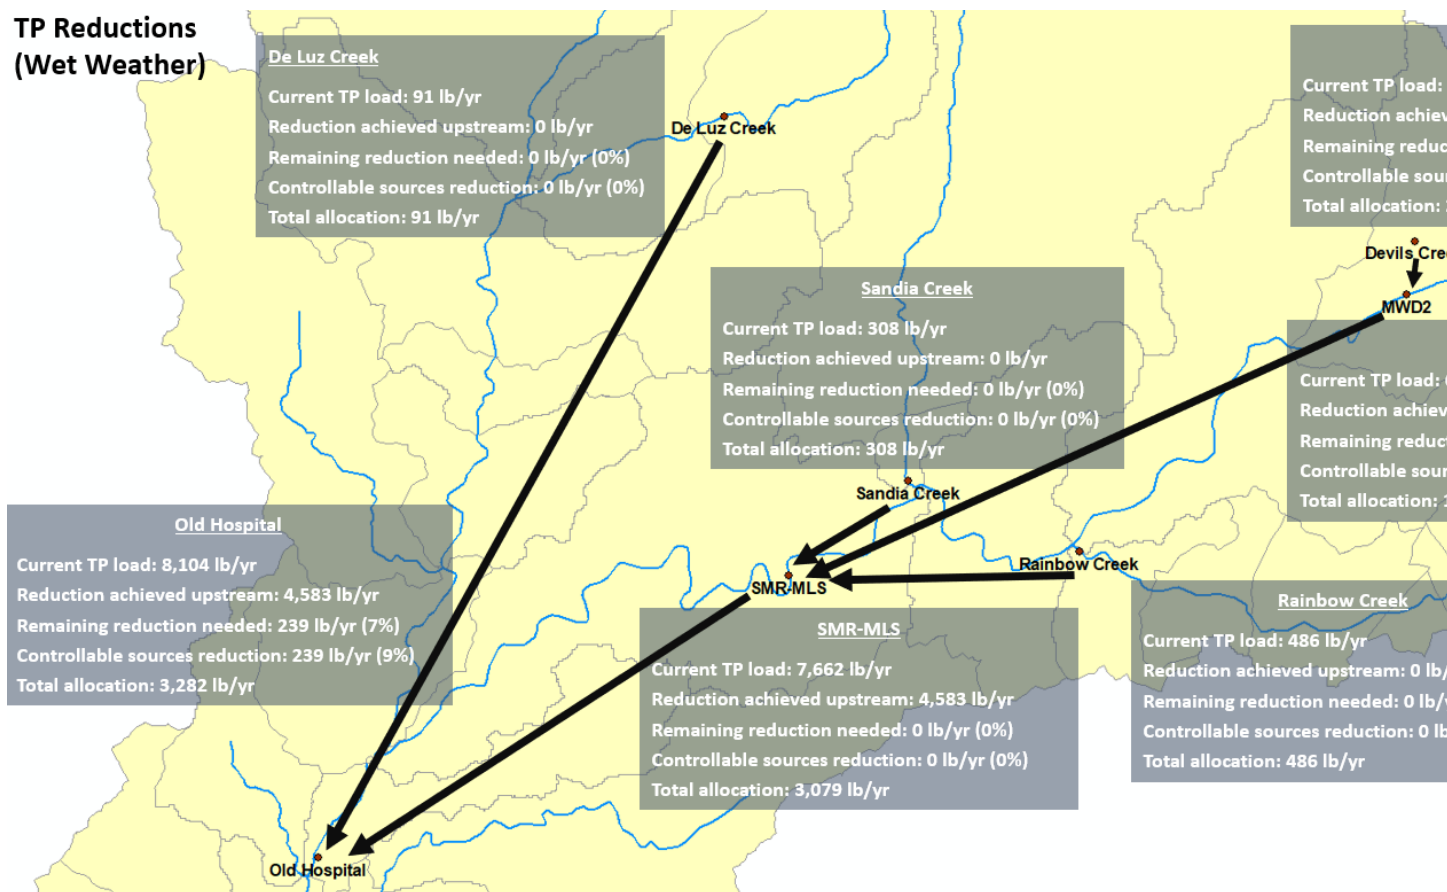 TP Reductions
(Wet Weather)
De Luz Creek
Current TP load: 91 lb/yr
Reduction achieved upstream: 0 lb/yr
Remaining reduction needed: 0 lb/yr (0%)
Controllable sources reduction: 0 lb/yr (0%)
Total allocation: 91 lb/yr
De Luz Creek
Current TP load:
Reduction
Remaining
Controllable
Total allocation:
Devils
MWD2
Sandia Creek
Current TP load: 308 lb/yr
Reduction achieved upstream: 0 lb/yr
Remaining reduction needed: 0 lb/yr (0%)
Controllable sources reduction: 0 lb/yr (0%)
Total allocation: 308 lb/yr
Sandia Creek
Current TP load:
Reduction
Remaining
Controllable
Total allocation:
Old Hospital
Current TP load: 8,104 lb/yr
Reduction achieved upstream: 4,583 lb/yr
Remaining reduction needed: 239 lb/yr (7%)
Controllable sources reduction: 239 lb/yr (9%)
Total allocation: 3,282 lb/yr
Rainbow Creek
SMR-MLS
SMR-MLS
Current TP load: 7,662 lb/yr
Reduction achieved upstream: 4,583 lb/yr
Remaining reduction needed: 0 lb/yr (0%)
Controllable sources reduction: 0 lb/yr (0%)
Total allocation: 3,079 lb/yr
Rainbow Creek
Current TP load: 486 lb/yr
Reduction achieved upstream: 0
Remaining reduction needed: 0
Controllable sources reduction: 0
Total allocation: 486 lb/yr
Old Hospital